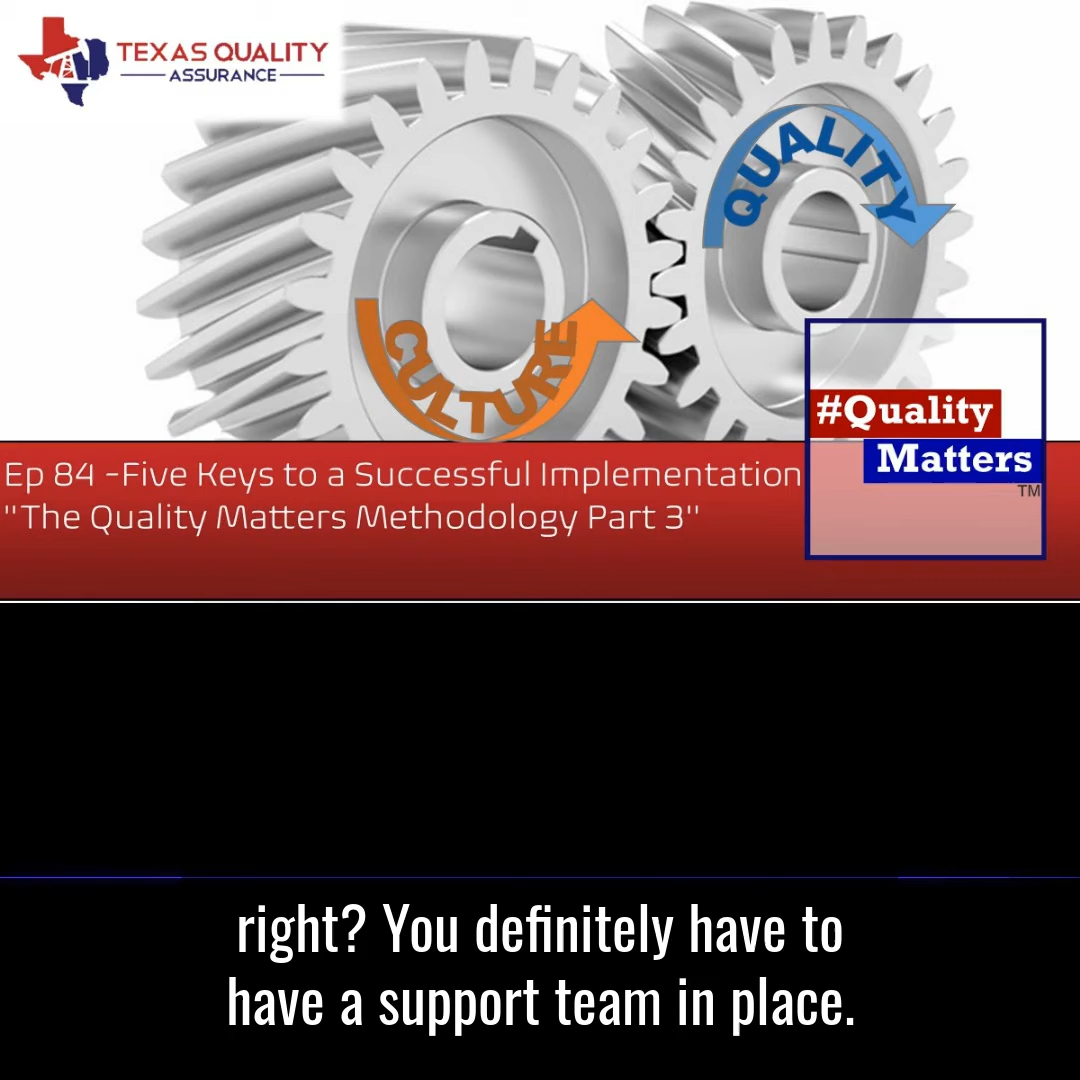 TEXAS QUALITY
ASSURANCE
QUALITY
CULTURE
#Quality
Matters
TM
Ep 84 -Five Keys to a Successful Implementation
"The Quality Matters Methodology Part 3"
right? You definitely have to
have a support team in place.